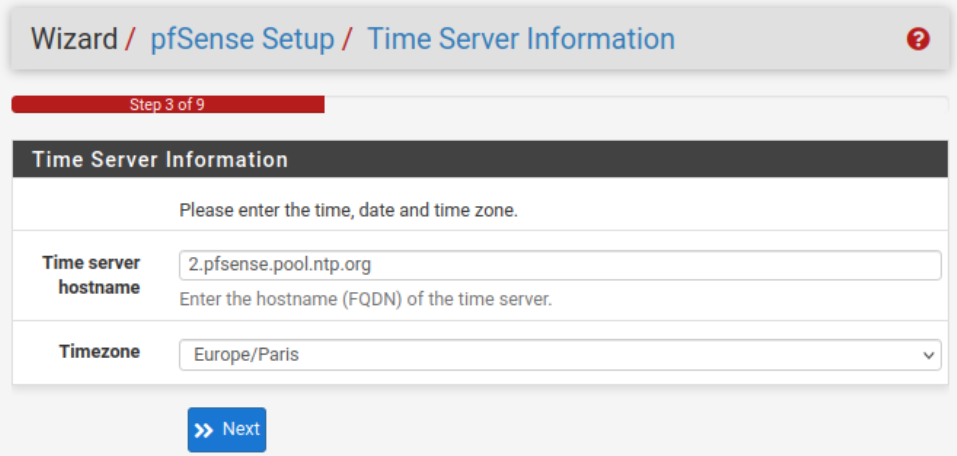 Wizard / pfSense Setup / Time Server Information
Step 3 of 9
Time Server Information
Please enter the time, date and time zone.
Time server hostname
2.pfsense.pool.ntp.org
Enter the hostname (FQDN) of the time server.
Timezone
Europe/Paris
Next